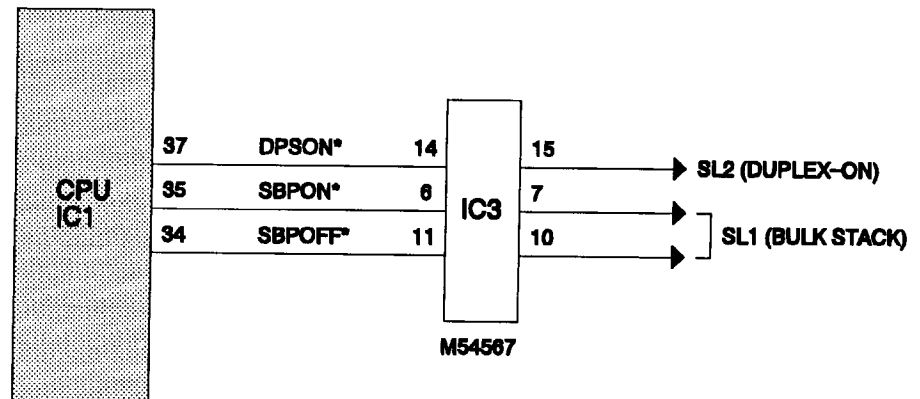 37 DPSON* 14 15
SL2 (DUPLEX-ON)
CPU 35 SBPON* 6 IC3 7
IC1
34 SBPOFF* 11 10 SL1 (BULK STACK)
M54567